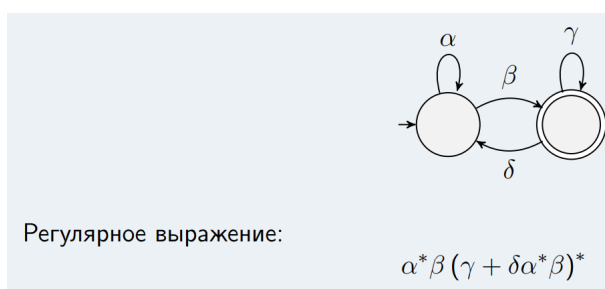 α
γ
β
δ
Регулярное выражение:
α*β (γ + δα*β)*